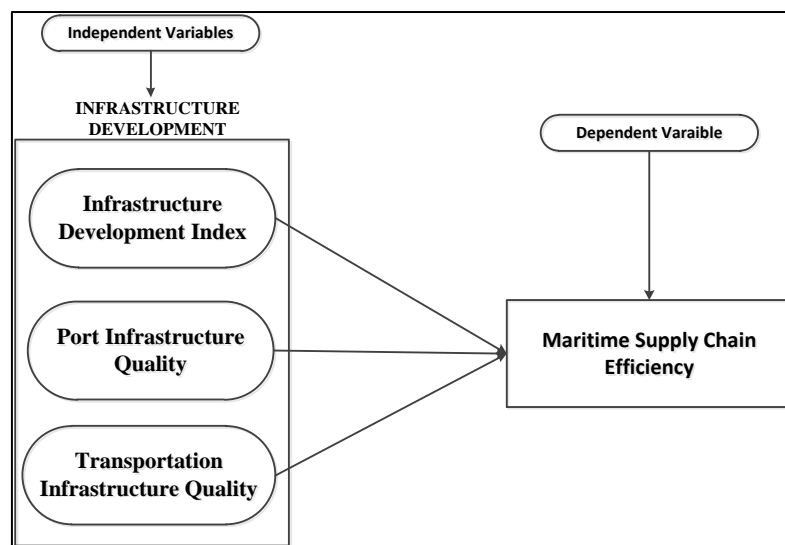 Independent Variables
INFRASTRUCTURE
DEVELOPMENT
Infrastructure
Development Index
Port Infrastructure
Quality
Transportation
Infrastructure Quality
Dependent Varaible
Maritime Supply Chain
Efficiency